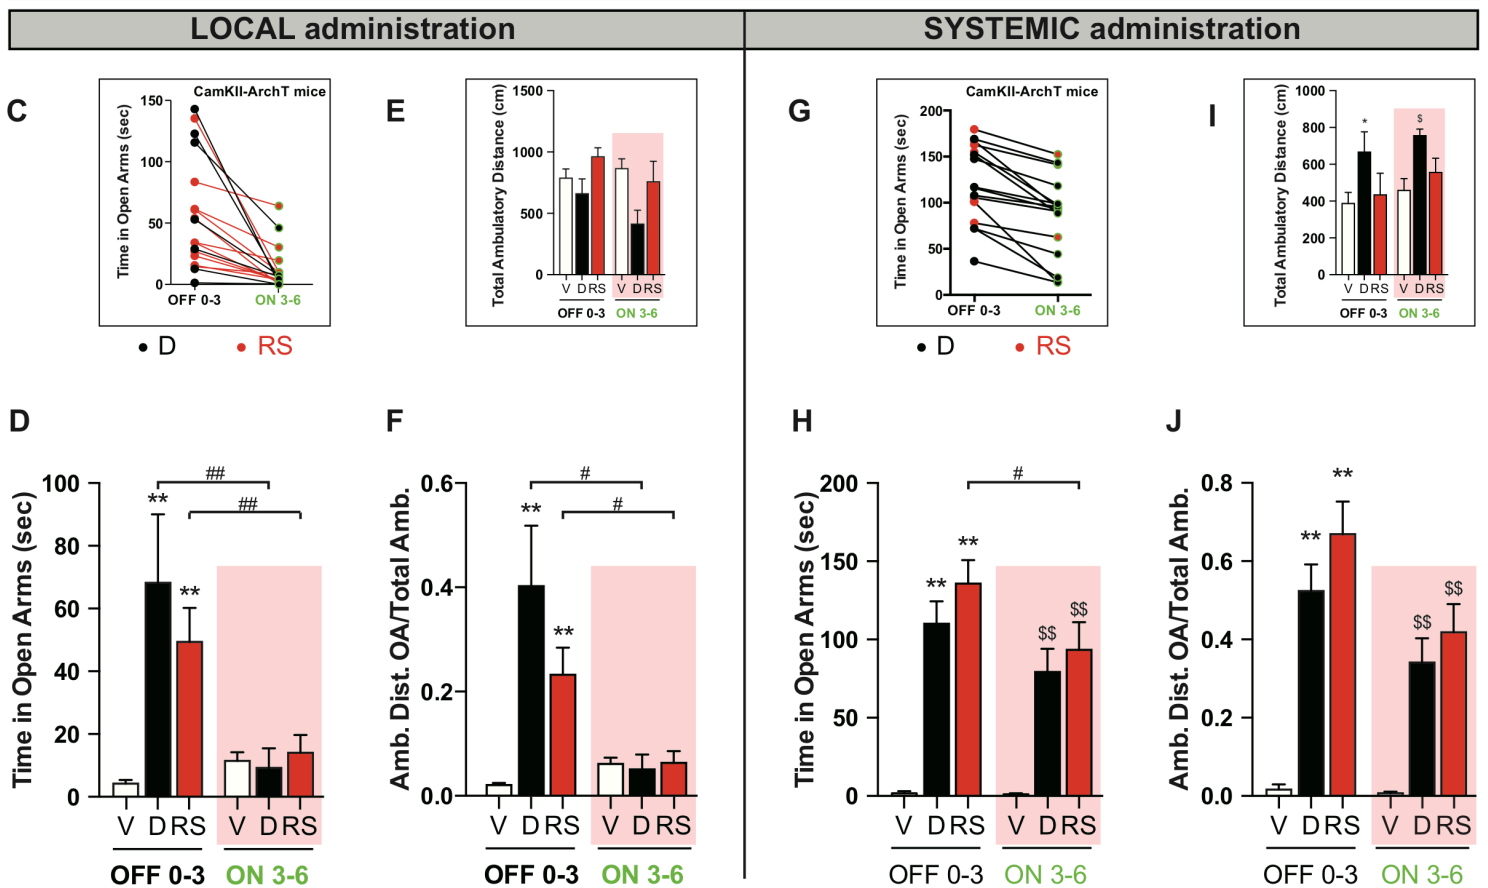 LOCAL administration
SYSTEMIC administration
C
CamKII-ArchT mice
Time in Open Arms (sec)
150
100
50
0
OFF 0-3
ON 3-6
D
RS
E
Total Ambulatory Distance (cm)
1500
1000
500
0
V D RS
V D RS
OFF 0-3
ON 3-6
G
CamKII-ArchT mice
Time in Open Arms (sec)
200
150
100
50
0
OFF 0-3
ON 3-6
D
RS
I
Total Ambulatory Distance (cm)
1000
800
600
400
200
0
*
$
V D RS
V D RS
OFF 0-3
ON 3-6
D
Time in Open Arms (sec)
100
80
60
40
20
0
##
##
**
**
V D RS
V D RS
OFF 0-3
ON 3-6
F
Amb. Dist. OA/Total Amb.
0.6
0.4
0.2
0.0
#
#
**
**
V D RS
V D RS
OFF 0-3
ON 3-6
H
Time in Open Arms (sec)
200
150
100
50
0
#
**
**
$$
$$
V D RS
V D RS
OFF 0-3
ON 3-6
J
Amb. Dist. OA/Total Amb.
0.8
0.6
0.4
0.2
0.0
**
**
$$
$$
V D RS
V D RS
OFF 0-3
ON 3-6